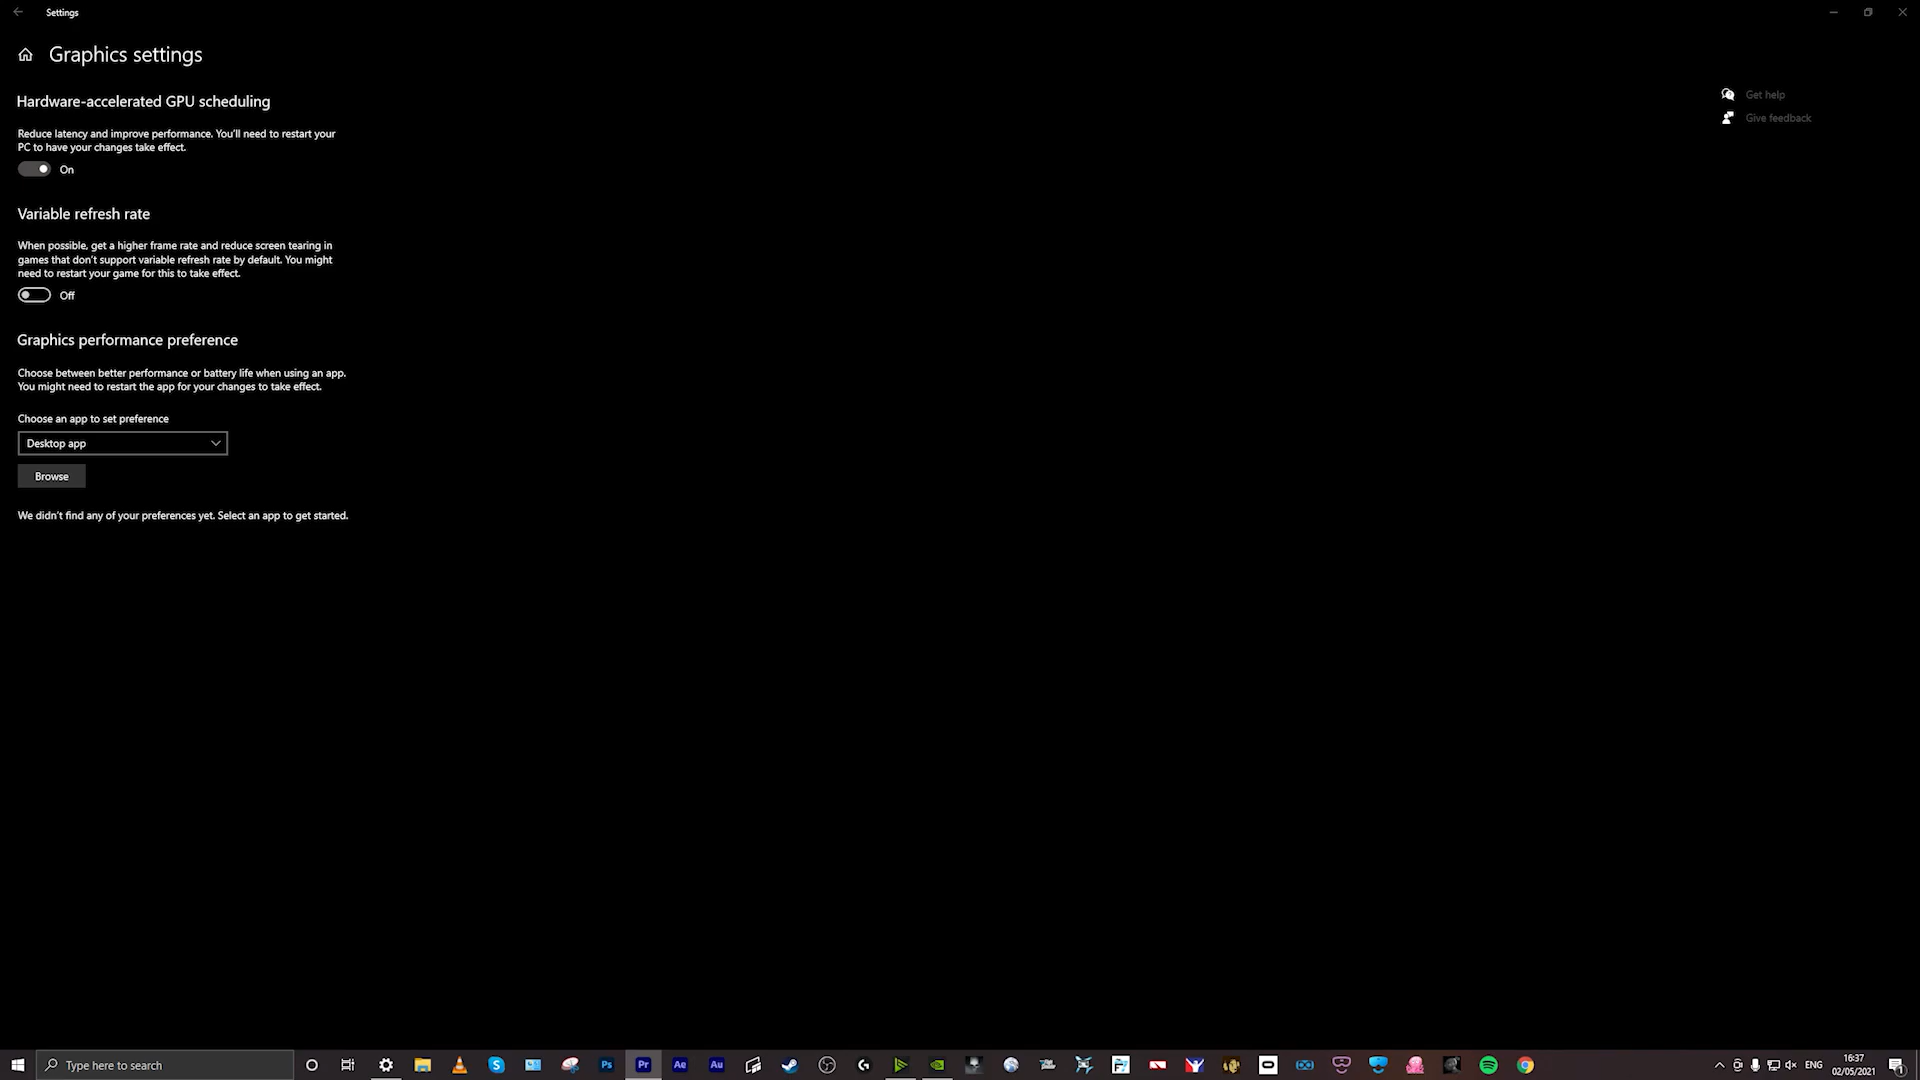 Settings
Graphics settings
Hardware-accelerated GPU scheduling
Reduce latency and improve performance. You'll need to restart your
PC to have your changes take effect.
On
Variable refresh rate
When possible, get a higher frame rate and reduce screen tearing in
games that don't support variable refresh rate by default. You might
need to restart your game for this to take effect.
Off
Graphics performance preference
Choose between better performance or battery life when using an app.
You might need to restart the app for your changes to take effect.
Choose an app to set preference
Desktop app
Browse
We didn't find any of your preferences yet. Select an app to get started.
Get help
Give feedback
Type here to search
Ps
Pr
Ae
Au
ENG
16:37
02/05/2021
1